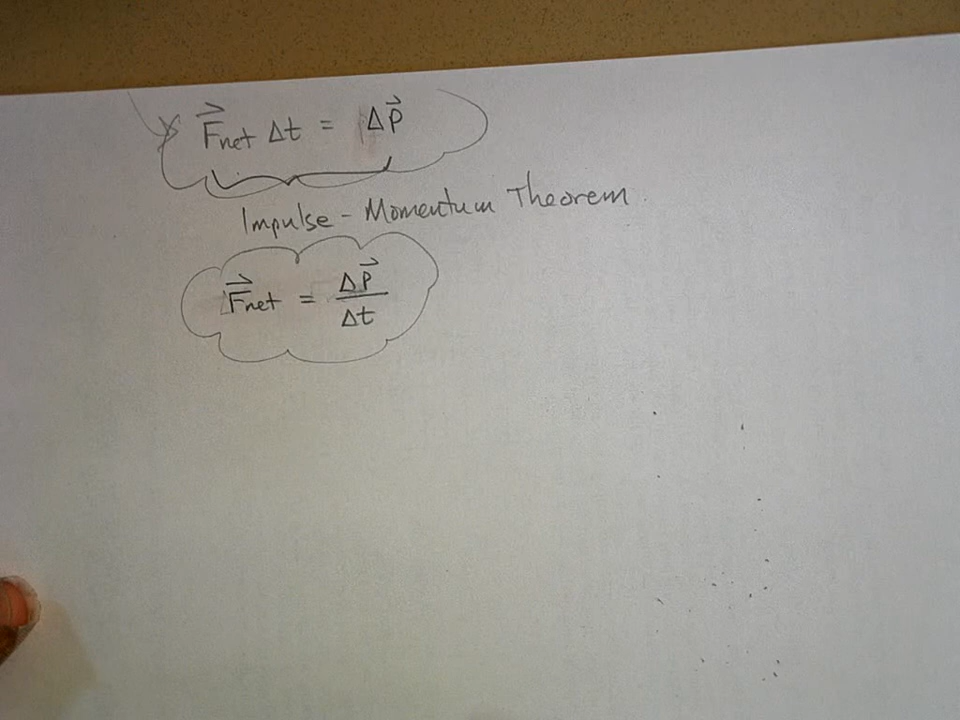 F⃗net Δt = ΔP⃗
Impulse - Momentum Theorem
F⃗net = ΔP⃗/Δt